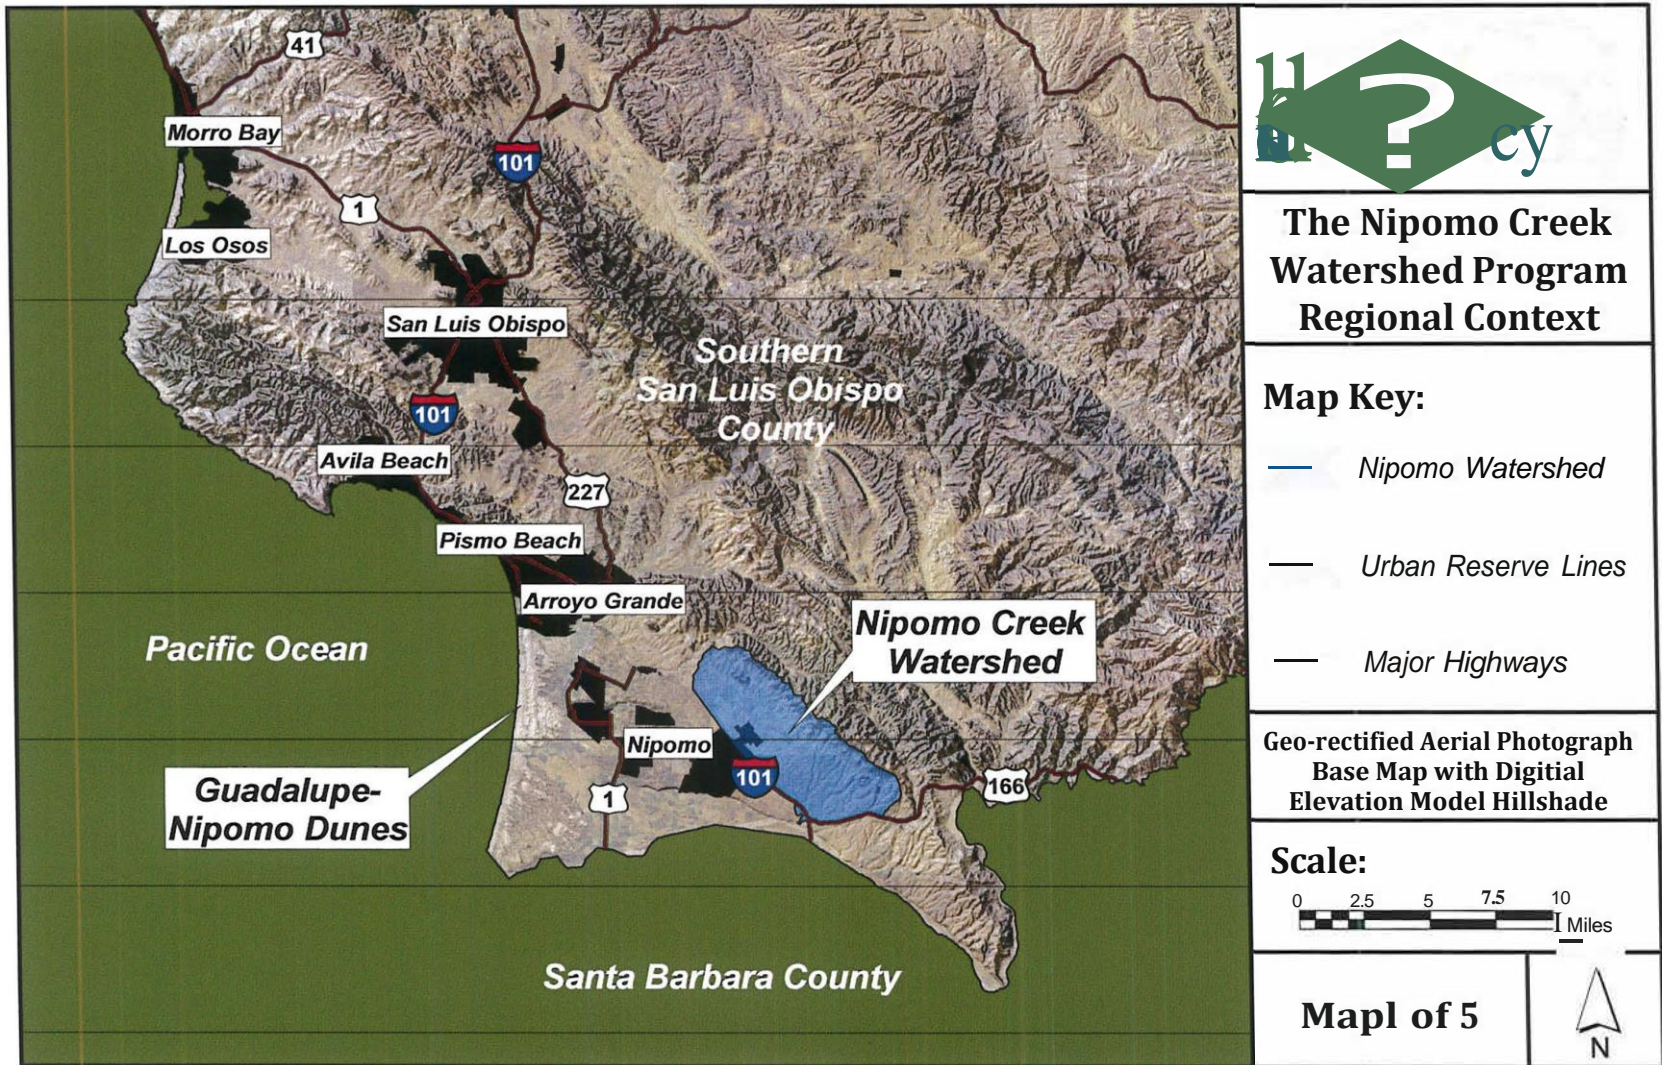 41
Morro Bay
101
1
Los Osos
San Luis Obispo
Southern
San Luis Obispo
County
101
Avila Beach
227
Pismo Beach
Arroyo Grande
Nipomo Creek
Watershed
Pacific Ocean
Nipomo
101
166
1
Guadalupe-
Nipomo Dunes
Santa Barbara County
?
cy
The Nipomo Creek
Watershed Program
Regional Context
Map Key:
Nipomo Watershed
Urban Reserve Lines
Major Highways
Geo-rectified Aerial Photograph
Base Map with Digitial
Elevation Model Hillshade
Scale:
0 2.5 5 7.5 10
I Miles
Mapl of 5
N